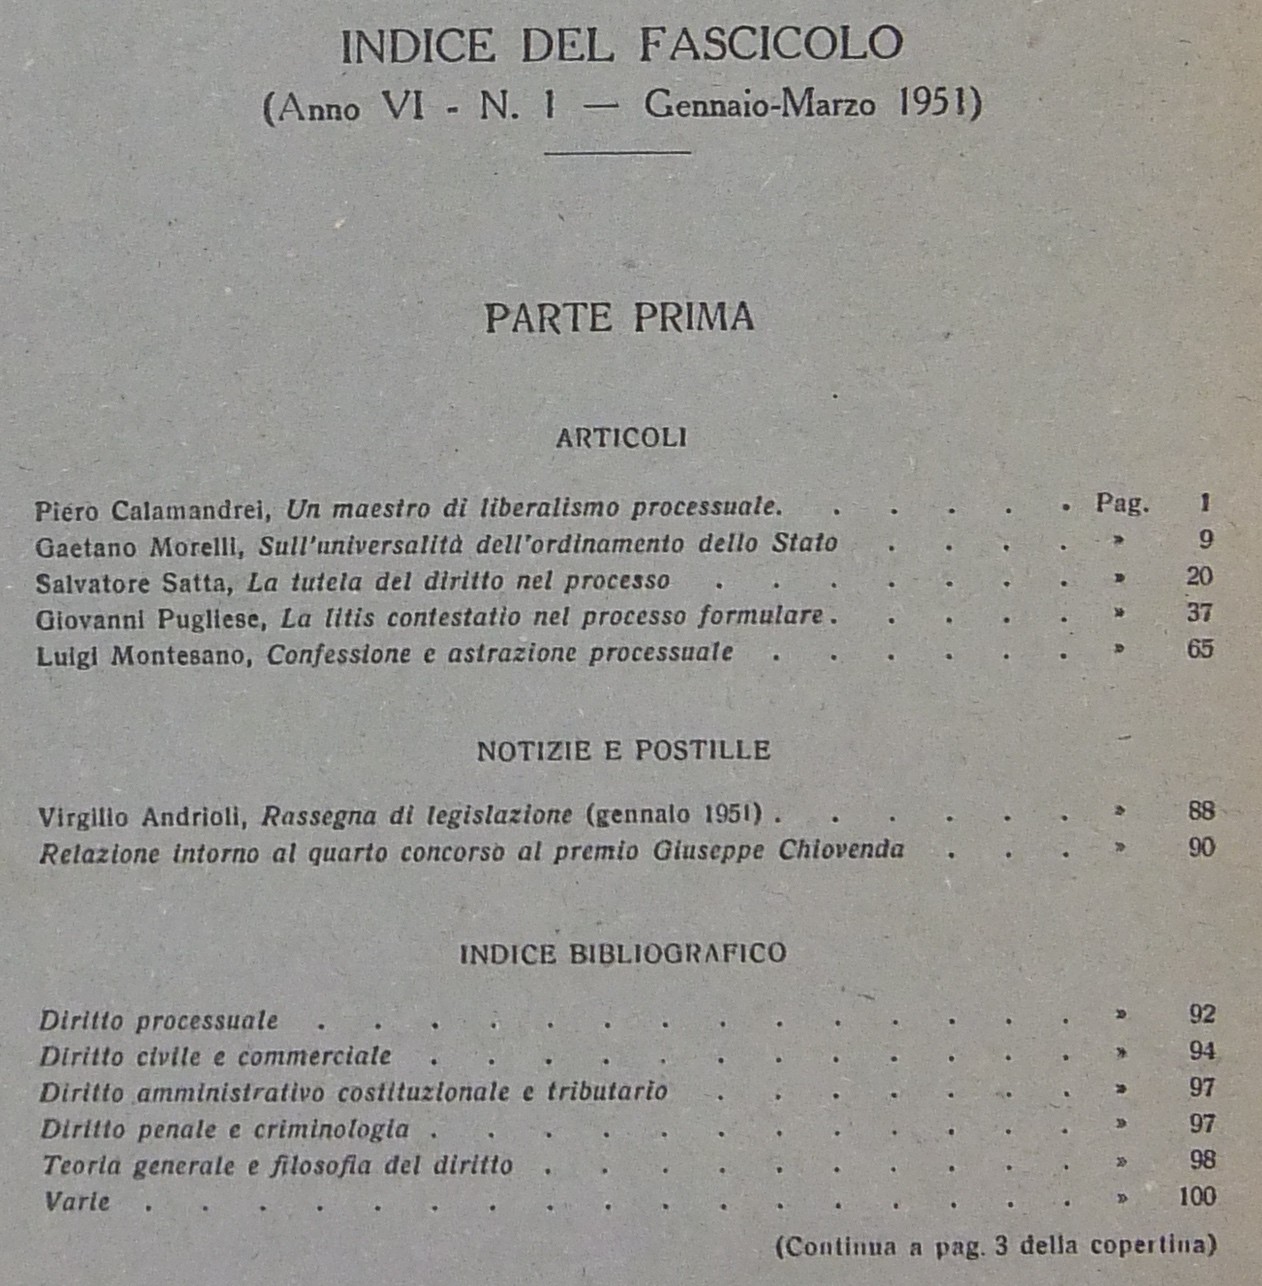 INDICE DEL FASCICOLO
(Anno VI - N. 1 — Gennaio-Marzo 1951)
PARTE PRIMA
ARTICOLI
Piero Calamandrei, Un maestro di liberalismo processuale. . . . . . Pag. 1
Gaetano Morelli, Sull'universalità dell'ordinamento dello Stato . . . . » 9
Salvatore Satta, La tutela del diritto nel processo . . . . . . . » 20
Giovanni Pugliese, La litis contestatio nel processo formulare . . . . . » 37
Luigi Montesano, Confessione e astrazione processuale . . . . . . » 65
NOTIZIE E POSTILLE
Virgilio Andrioli, Rassegna di legislazione (gennaio 1951) . . . . . . » 88
Relazione intorno al quarto concorso al premio Giuseppe Chiovenda . . . » 90
INDICE BIBLIOGRAFICO
Diritto processuale . . . . . . . . . . . . . . » 92
Diritto civile e commerciale . . . . . . . . . . . . » 94
Diritto amministrativo costituzionale e tributario . . . . . . . » 97
Diritto penale e criminologia . . . . . . . . . . . . » 97
Teoria generale e filosofia del diritto . . . . . . . . . . » 98
Varie . . . . . . . . . . . . . . . . . » 100
(Continua a pag. 3 della copertina)